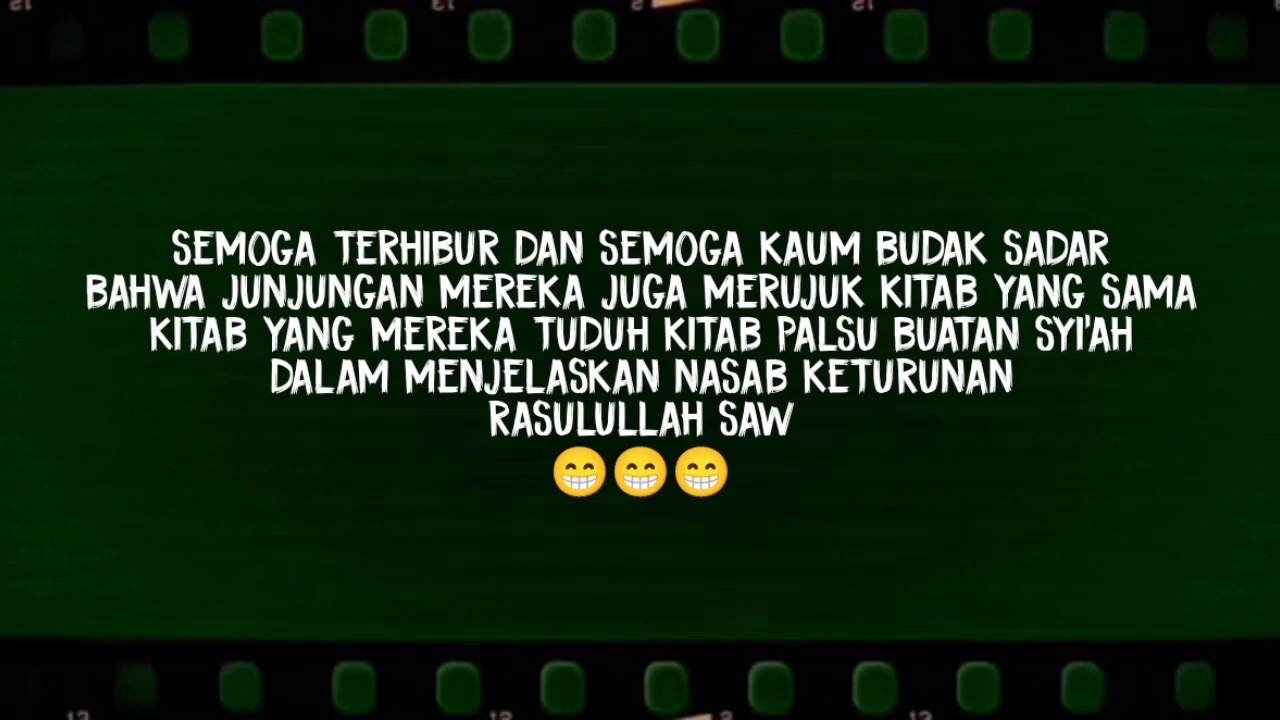 SEMOGA TERHIBUR DAN SEMOGA KAUM BUDAK SADAR
BAHWA JUNJUNGAN MEREKA JUGA MERUJUK KITAB YANG SAMA
KITAB YANG MEREKA TUDUH KITAB PALSU BUATAN SYI'AH
DALAM MENJELASKAN NASAB KETURUNAN
RASULULLAH SAW
😁😁😁